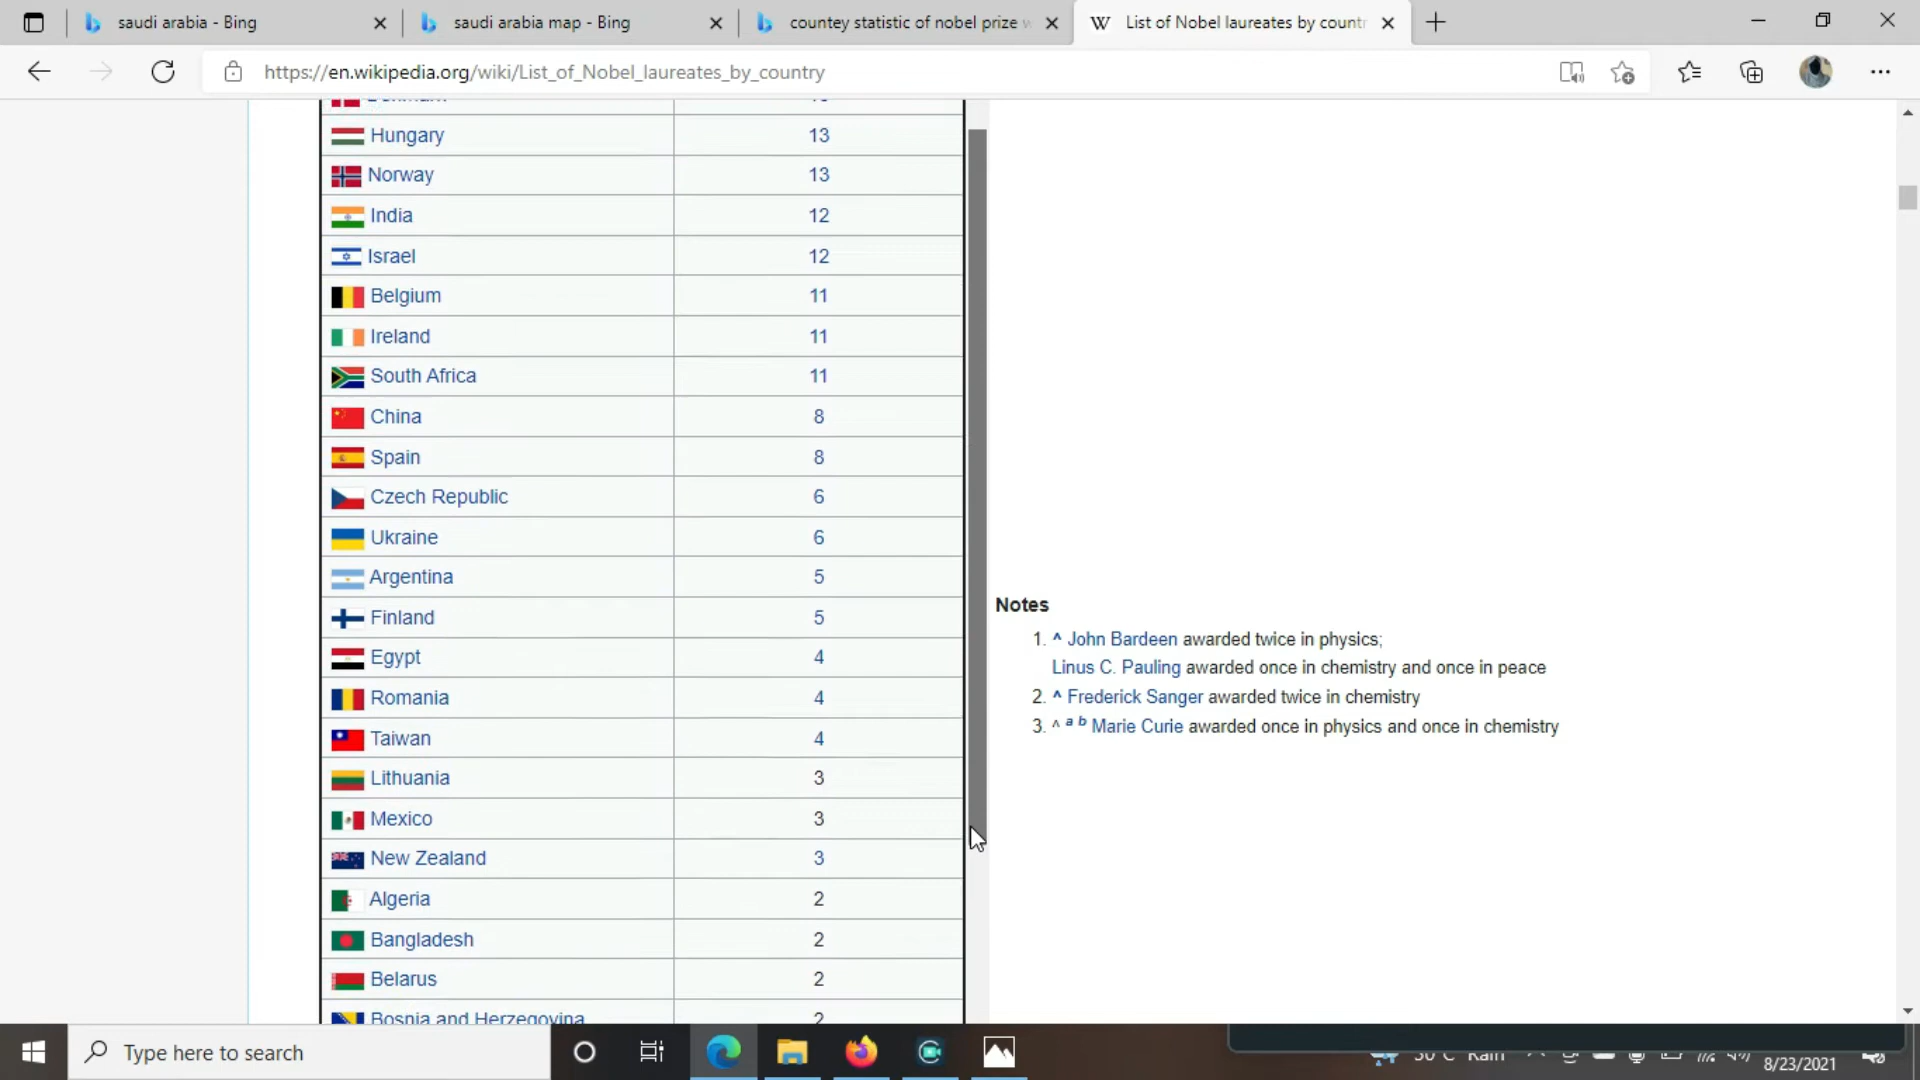 saudi arabia - Bing
saudi arabia map - Bing
countey statistic of nobel prize w
List of Nobel laureates by countr
https://en.wikipedia.org/wiki/List_of_Nobel_laureates_by_country
Hungary 13
Norway 13
India 12
Israel 12
Belgium 11
Ireland 11
South Africa 11
China 8
Spain 8
Czech Republic 6
Ukraine 6
Argentina 5
Finland 5
Egypt 4
Romania 4
Taiwan 4
Lithuania 3
Mexico 3
New Zealand 3
Algeria 2
Bangladesh 2
Belarus 2
Bosnia and Herzegovina 2
Notes
1. ^ John Bardeen awarded twice in physics;
Linus C. Pauling awarded once in chemistry and once in peace
2. ^ Frederick Sanger awarded twice in chemistry
3. ^ a b Marie Curie awarded once in physics and once in chemistry
Type here to search
30°C Rain
8/23/2021